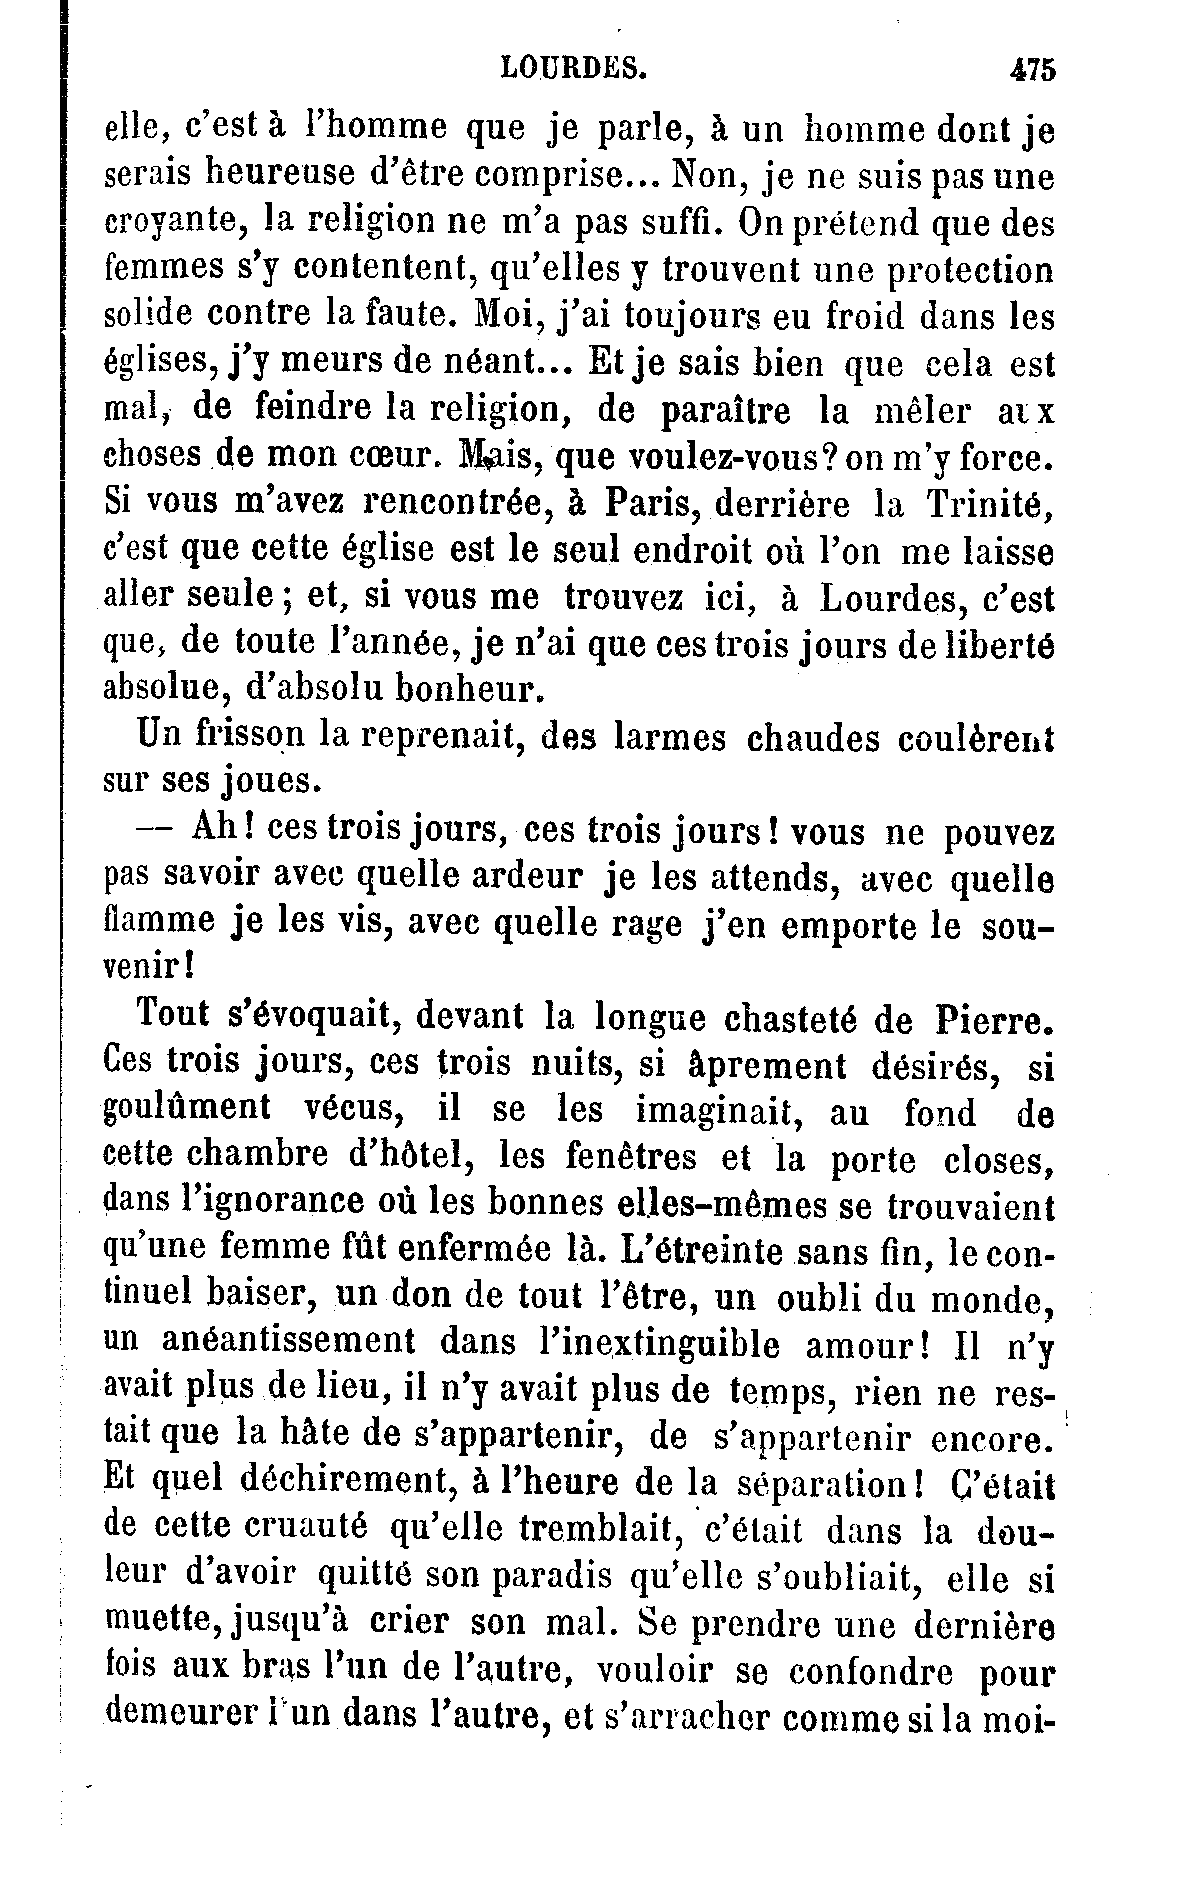 LOURDES. 475
elle, c'est à l'homme que je parle, à un homme dont je
serais heureuse d'être comprise... Non, je ne suis pas une
croyante, la religion ne m'a pas suffi. On prétend que des
femmes s'y contentent, qu'elles y trouvent une protection
solide contre la faute. Moi, j'ai toujours eu froid dans les
églises, j'y meurs de néant... Et je sais bien que cela est
mal, de feindre la religion, de paraître la mêler aux
choses de mon cœur. Mais, que voulez-vous? on m'y force.
Si vous m'avez rencontrée, à Paris, derrière la Trinité,
c'est que cette église est le seul endroit où l'on me laisse
aller seule; et, si vous me trouvez ici, à Lourdes, c'est
que, de toute l'année, je n'ai que ces trois jours de liberté
absolue, d'absolu bonheur.
Un frisson la reprenait, des larmes chaudes coulèrent
sur ses joues.
— Ah! ces trois jours, ces trois jours! vous ne pouvez
pas savoir avec quelle ardeur je les attends, avec quelle
flamme je les vis, avec quelle rage j'en emporte le sou-
venir!
Tout s'évoquait, devant la longue chasteté de Pierre.
Ces trois jours, ces trois nuits, si âprement désirés, si
goulûment vécus, il se les imaginait, au fond de
cette chambre d'hôtel, les fenêtres et la porte closes,
dans l'ignorance où les bonnes elles-mêmes se trouvaient
qu'une femme fût enfermée là. L'étreinte sans fin, le con-
tinuel baiser, un don de tout l'être, un oubli du monde,
un anéantissement dans l'inextinguible amour! Il n'y
avait plus de lieu, il n'y avait plus de temps, rien ne res-
tait que la hâte de s'appartenir, de s'appartenir encore.
Et quel déchirement, à l'heure de la séparation! C'était
de cette cruauté qu'elle tremblait, c'était dans la dou-
leur d'avoir quitté son paradis qu'elle s'oubliait, elle si
muette, jusqu'à crier son mal. Se prendre une dernière
fois aux bras l'un de l'autre, vouloir se confondre pour
demeurer l'un dans l'autre, et s'arracher comme si la moi-